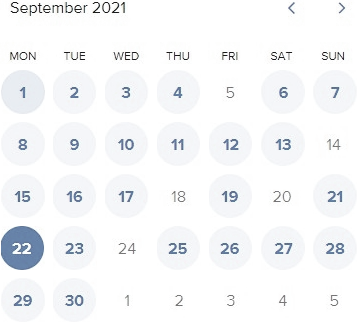 September 2021
MON TUE WED THU FRI SAT SUN
1 2 3 4 5 6 7
8 9 10 11 12 13 14
15 16 17 18 19 20 21
22 23 24 25 26 27 28
29 30 1 2 3 4 5